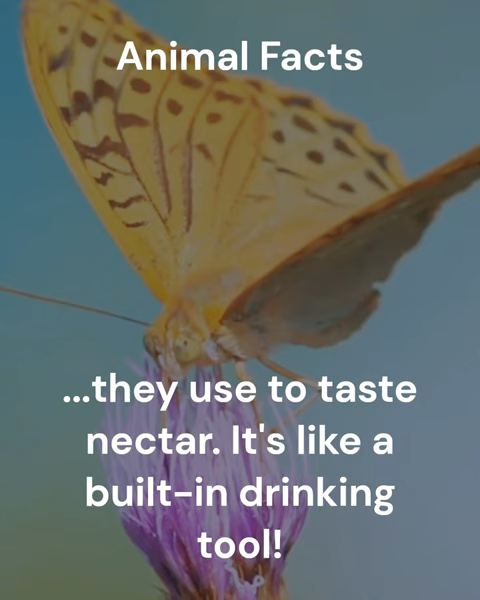 Animal Facts
...they use to taste
nectar. It's like a
built-in drinking
tool!